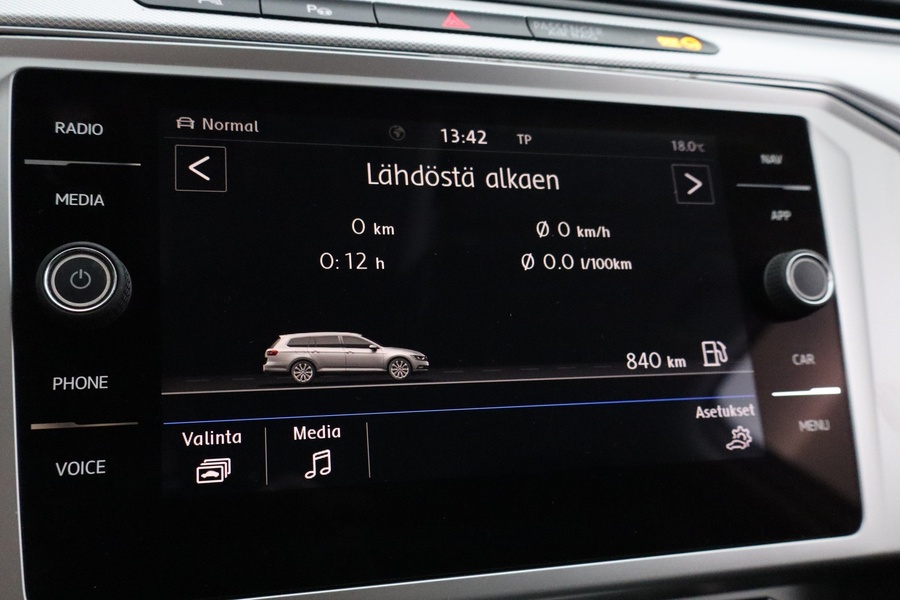 P
PASSENGER
RADIO
MEDIA
PHONE
VOICE
Normal
13:42 TP
18.0°C
Lähdöstä alkaen
0 km
Ø 0 km/h
0:12 h
Ø 0.0 l/100km
840 km
Valinta
Media
Asetukset
NAV
APP
CAR
MENU